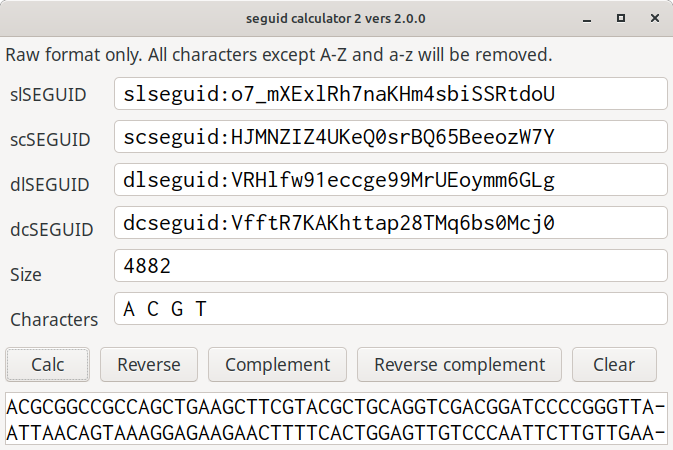 seguid calculator 2 vers 2.0.0
Raw format only. All characters except A-Z and a-z will be removed.
slSEGUID slseguid:o7_mXExlRh7naKHm4sbiSSRtdoU
scSEGUID scseguid:HJMNZIZ4UKeQ0srBQ65BeeozW7Y
dlSEGUID dlseguid:VRHlfw91eccge99MrUEoymm6GLg
dcSEGUID dcseguid:VfftR7KAKhttap28TMq6bs0Mcj0
Size 4882
Characters A C G T
Calc Reverse Complement Reverse complement Clear
ACGCGGCCGCCAGCTGAAGCTTCGTACGCTGCAGGTCGACGGATCCCCGGGTTA-
ATTAACAGTAAAGGAGAAGAACTTTTCACTGGAGTTGTCCCAATTCTTGTTGAA-